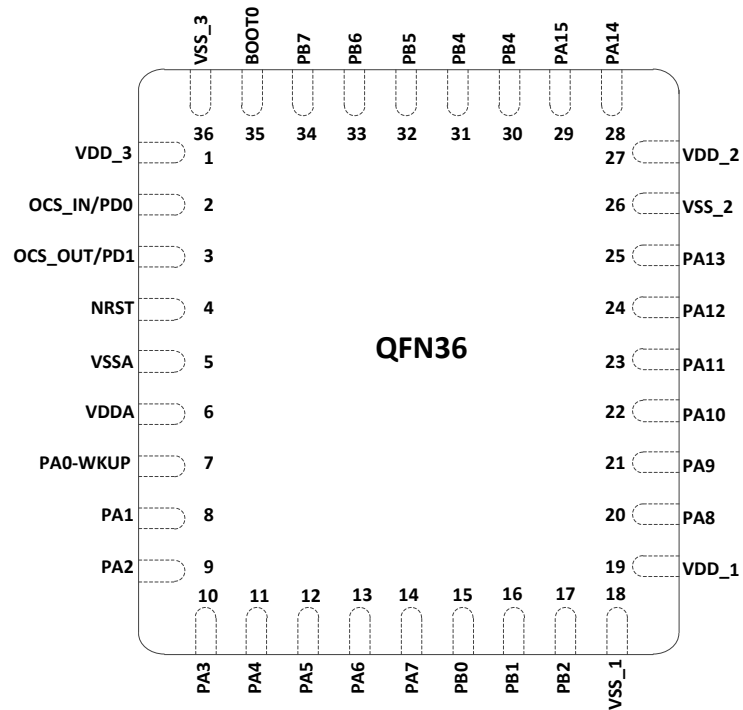 VSS_3 BOOT0 PB7 PB6 PB5 PB4 PB4 PA15 PA14
36 35 34 33 32 31 30 29 28
VDD_3 1 27 VDD_2
OCS_IN/PD0 2 26 VSS_2
OCS_OUT/PD1 3 25 PA13
NRST 4 24 PA12
QFN36
VSSA 5 23 PA11
VDDA 6 22 PA10
PA0-WKUP 7 21 PA9
PA1 8 20 PA8
PA2 9 19 VDD_1
10 11 12 13 14 15 16 17 18
PA3 PA4 PA5 PA6 PA7 PB0 PB1 PB2 VSS_1